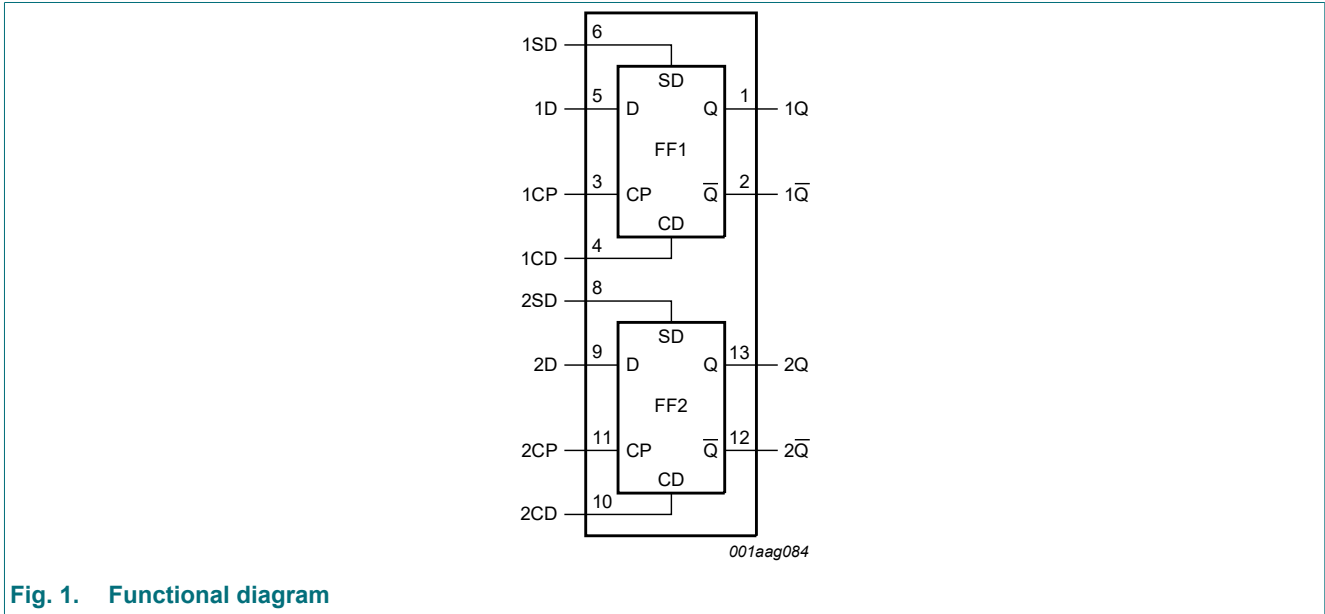 6
1SD
SD
5
1D
D
Q
1
1Q
FF1
3
1CP
CP
Q̅
2
1Q̅
CD
4
1CD
8
2SD
SD
9
2D
D
Q
13
2Q
FF2
11
2CP
CP
Q̅
12
2Q̅
CD
10
2CD
001aag084
Fig. 1. Functional diagram